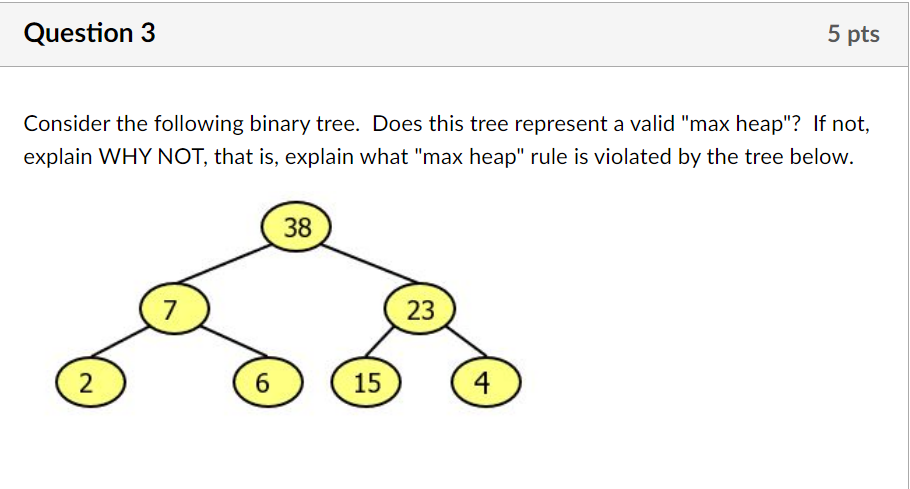 Question 3
5 pts
Consider the following binary tree. Does this tree represent a valid "max heap"? If not,
explain WHY NOT, that is, explain what "max heap" rule is violated by the tree below.
38
7
23
2
6
15
4